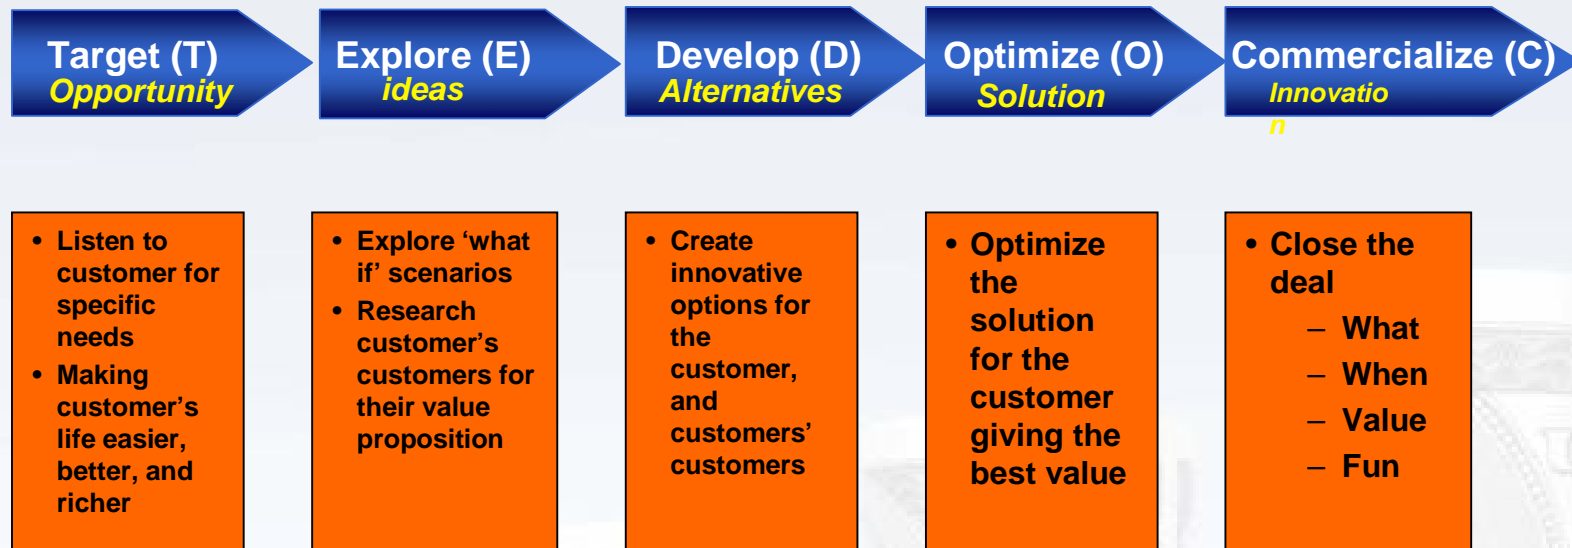 Target (T)
Opportunity
Explore (E)
ideas
Develop (D)
Alternatives
Optimize (O)
Solution
Commercialize (C)
Innovatio
n
• Listen to
customer for
specific
needs
• Making
customer's
life easier,
better, and
richer
• Explore ‘what
if’ scenarios
• Research
customer’s
customers for
their value
proposition
• Create
innovative
options for
the
customer,
and
customers’
customers
• Optimize
the
solution
for the
customer
giving the
best value
• Close the
deal
– What
– When
– Value
– Fun